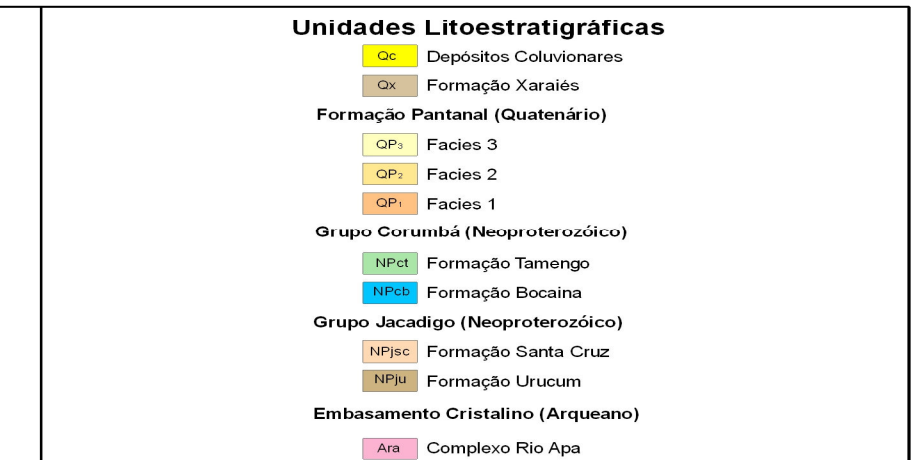 Unidades Litoestratigráficas
Qc Depósitos Coluvionares
Qx Formação Xaraiés
Formação Pantanal (Quatenário)
QP₃ Facies 3
QP₂ Facies 2
QP₁ Facies 1
Grupo Corumbá (Neoproterozóico)
NPct Formação Tamengo
NPcb Formação Bocaina
Grupo Jacadigo (Neoproterozóico)
NPjsc Formação Santa Cruz
NPju Formação Urucum
Embasamento Cristalino (Arqueano)
Ara Complexo Rio Apa